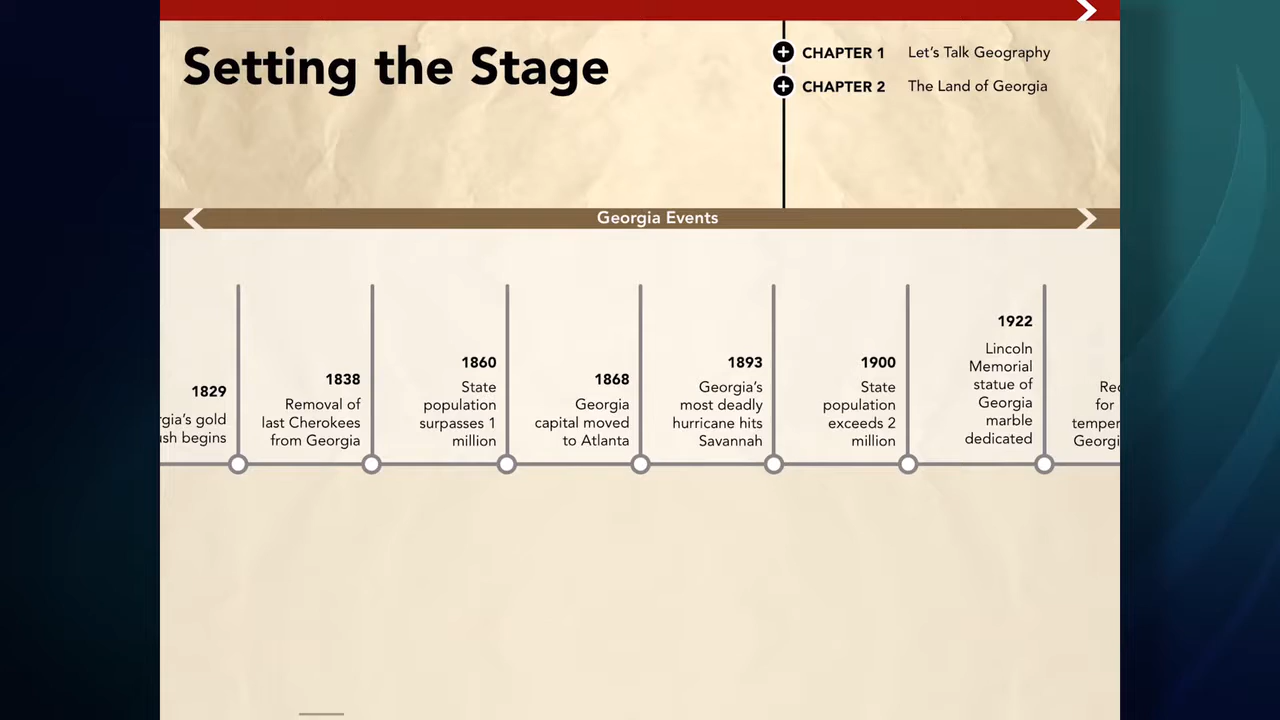 Setting the Stage
CHAPTER 1 Let's Talk Geography
CHAPTER 2 The Land of Georgia
Georgia Events
1829
gold
begins
1838
Removal of
last Cherokees
from Georgia
1860
State
population
surpasses 1
million
1868
Georgia
capital moved
to Atlanta
1893
Georgia's
most deadly
hurricane hits
Savannah
1900
State
population
exceeds 2
million
1922
Lincoln
Memorial
statue of
Georgia
marble
dedicated
for